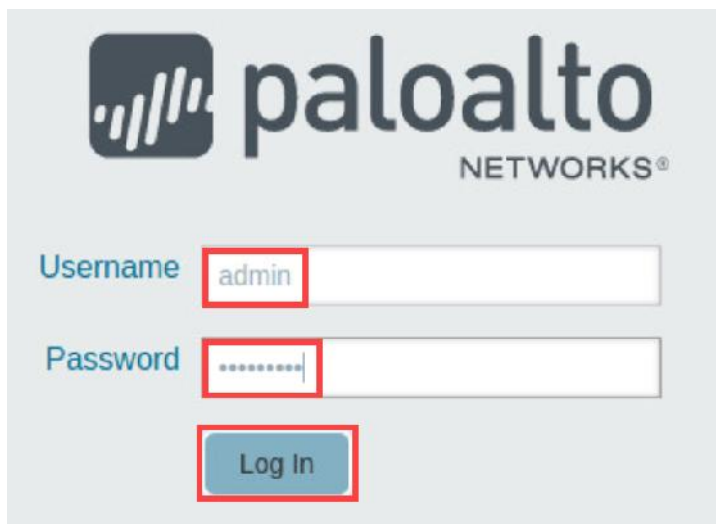 paloalto
NETWORKS®
Username admin
Password •••••••••
Log In